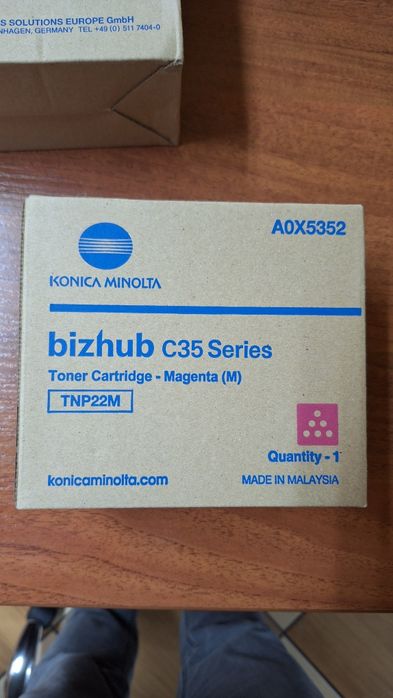 S SOLUTIONS EUROPE GmbH
NHAGEN, GERMANY TEL +49 (0) 511 7404-0
A0X5352
KONICA MINOLTA
bizhub C35 Series
Toner Cartridge - Magenta (M)
TNP22M
Quantity - 1
konicaminolta.com
MADE IN MALAYSIA